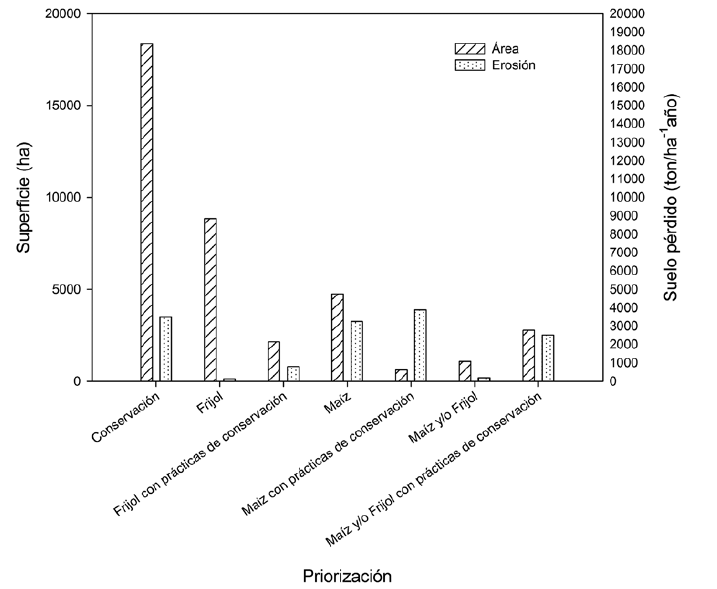 Área
Erosión
20000
15000
10000
5000
0
Superficie (ha)
20000
19000
18000
17000
16000
15000
14000
13000
12000
11000
10000
9000
8000
7000
6000
5000
4000
3000
2000
1000
0
Suelo pérdido (ton/ha⁻¹año)
Conservación
Frijol
Frijol con prácticas de conservación
Maíz
Maíz con prácticas de conservación
Maíz y/o Frijol
Maíz y/o Frijol con prácticas de conservación
Priorización